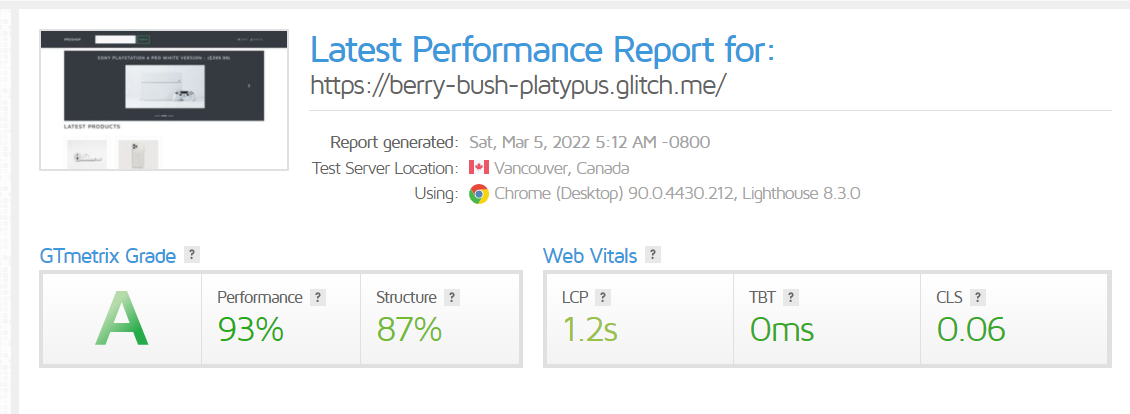 Latest Performance Report for:
https://berry-bush-platypus.glitch.me/
SONY PLAYSTATION 4 PRO WHITE VERSION - ($399.99)
LATEST PRODUCTS
Report generated: Sat, Mar 5, 2022 5:12 AM -0800
Test Server Location: Vancouver, Canada
Using: Chrome (Desktop) 90.0.4430.212, Lighthouse 8.3.0
GTmetrix Grade ?
A
Performance ?
93%
Structure ?
87%
Web Vitals ?
LCP ?
1.2s
TBT ?
0ms
CLS ?
0.06